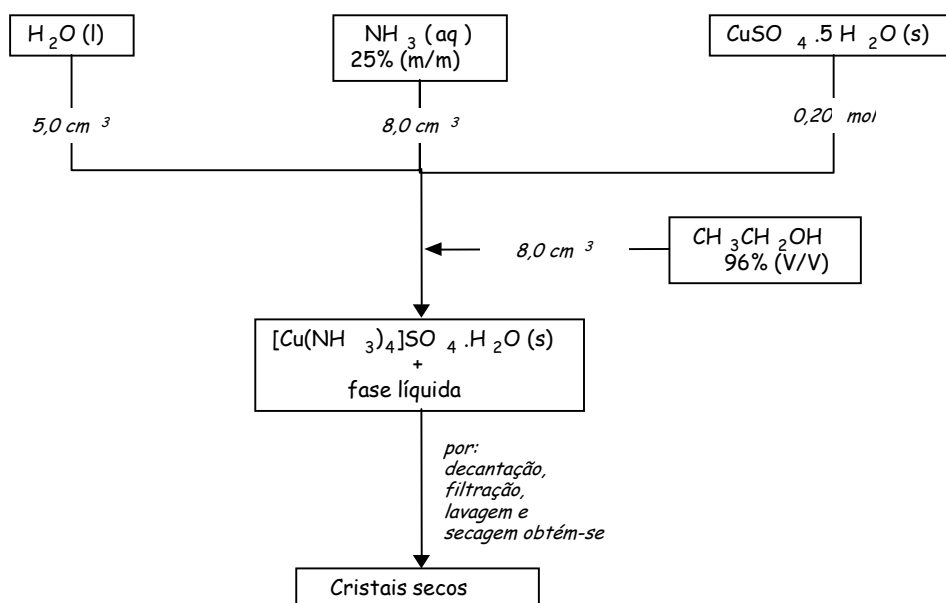 H2O (l)
NH3 (aq)
25% (m/m)
CuSO4.5 H2O (s)
5,0 cm3
8,0 cm3
0,20 mol
8,0 cm3
CH3CH2OH
96% (V/V)
[Cu(NH3)4]SO4.H2O (s)
+
fase líquida
por:
decantação,
filtração,
lavagem e
secagem obtém-se
Cristais secos